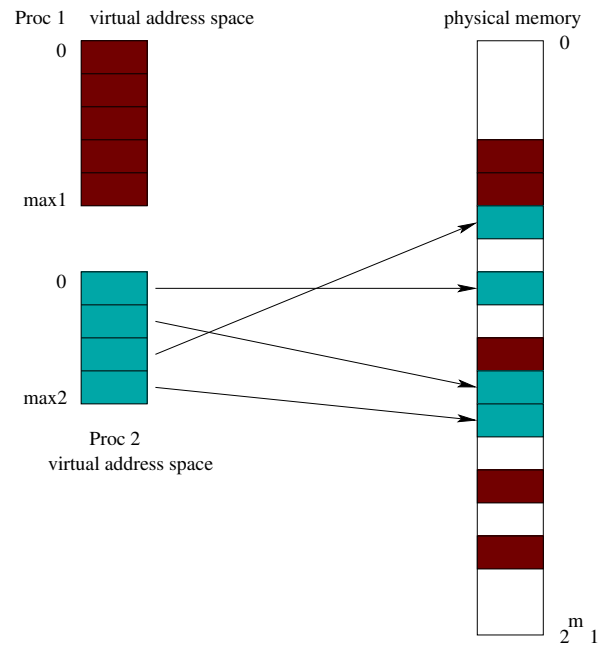 Proc 1 virtual address space
physical memory
0
0
max1
0
max2
Proc 2
virtual address space
2^m 1